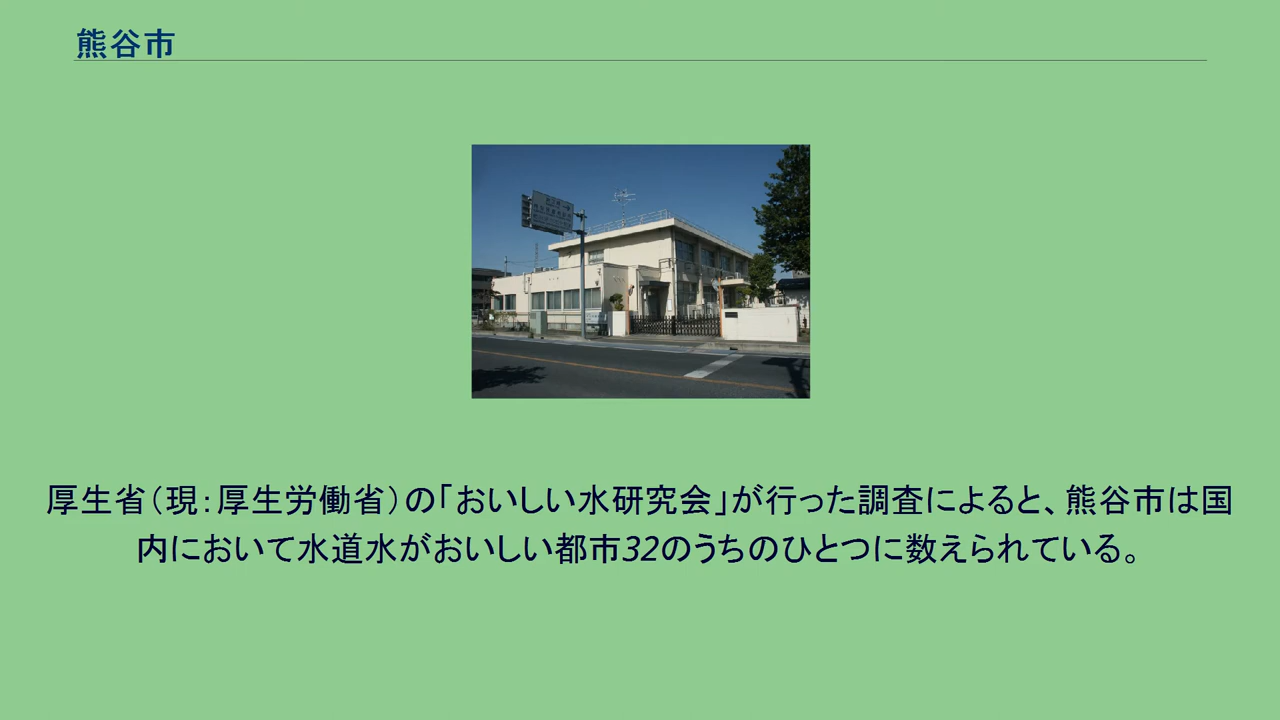 熊谷市
厚生省（現：厚生労働省）の「おいしい水研究会」が行った調査によると、熊谷市は国
内において水道水がおいしい都市32のうちのひとつに数えられている。